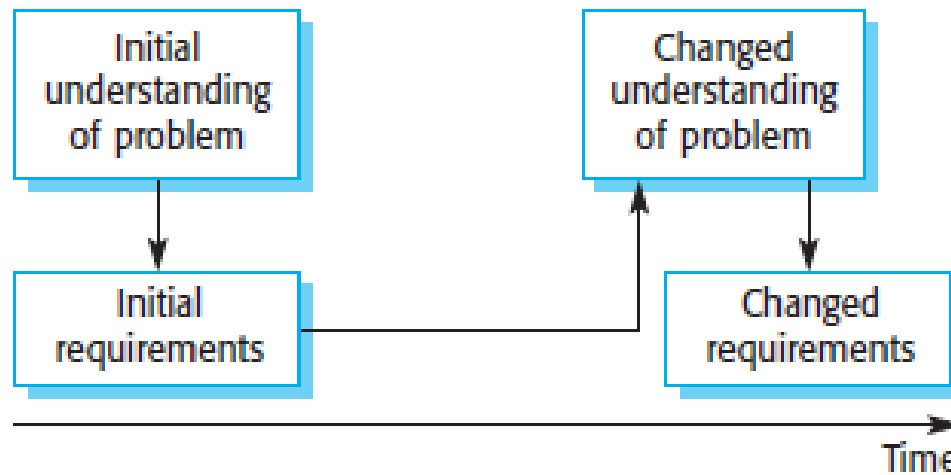 Initial
understanding
of problem
Changed
understanding
of problem
Initial
requirements
Changed
requirements
Time